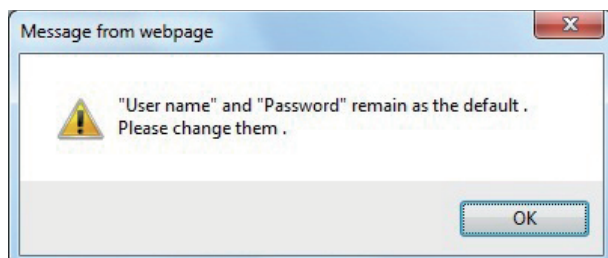 Message from webpage
"User name" and "Password" remain as the default .
Please change them .
OK